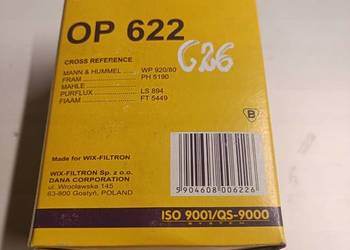 OP 622
C26
CROSS REFERENCE
MANN & HUMMEL WP 920/80
FRAM PH 5190
MAHLE
PURFLUX LS 894
FIAAM FT 5449
B
Made for WIX-FILTRON
WIX-FILTRON Sp. z o.o.
DANA CORPORATION
ul. Wrocławska 145
63-800 Gostyń, POLAND
5 904608 006226
ISO 9001/QS-9000
SYSTEM